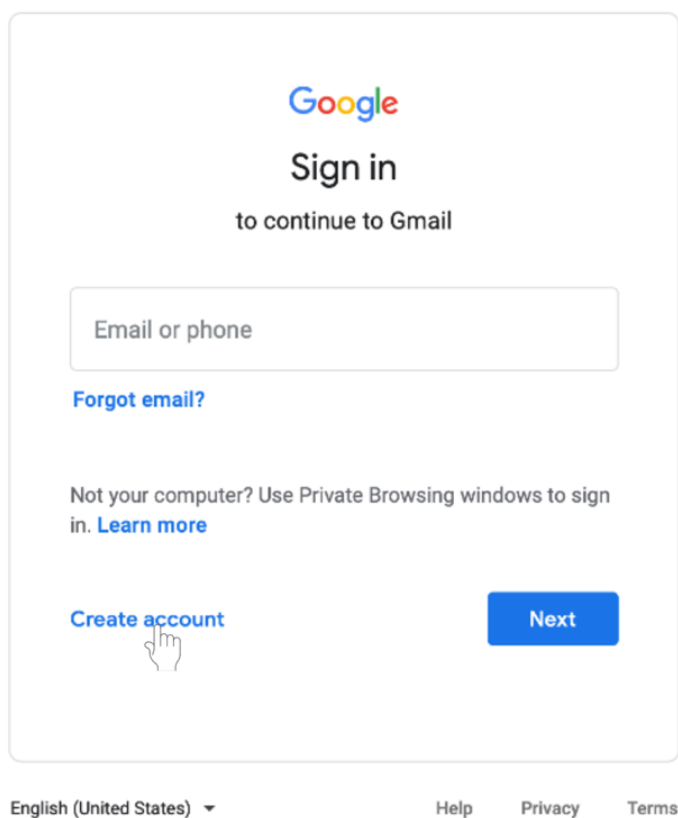 Google
Sign in
to continue to Gmail
Email or phone
Forgot email?
Not your computer? Use Private Browsing windows to sign
in. Learn more
Create account
Next
English (United States)
Help
Privacy
Terms